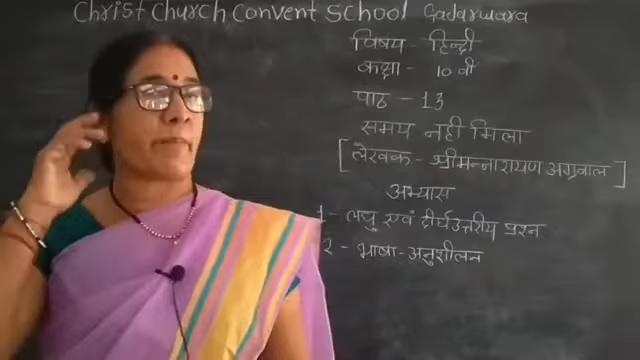 Christ Church Convent School Gadarwara
विषय - हिन्दी
कक्षा - 10 वी
पाठ - 13
समय नही मिला
[लेखक - श्रीमन्नारायण अग्रवाल]
अभ्यास
1 - लघु एवं दीर्घउत्तरीय प्रश्न
2 - भाषा-अनुशीलन